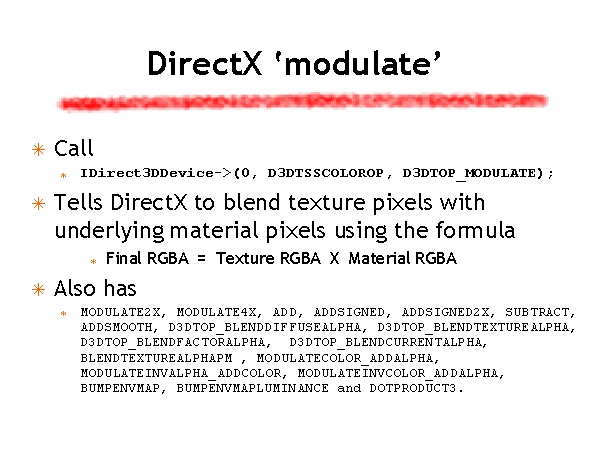 DirectX ‘modulate’
Call
IDirect3DDevice->(0, D3DTSSCOLOROP, D3DTOP_MODULATE);
Tells DirectX to blend texture pixels with
underlying material pixels using the formula
Final RGBA = Texture RGBA X Material RGBA
Also has
MODULATE2X, MODULATE4X, ADD, ADDSIGNED, ADDSIGNED2X, SUBTRACT,
ADDSMOOTH, D3DTOP_BLENDDIFFUSEALPHA, D3DTOP_BLENDTEXTUREALPHA,
D3DTOP_BLENDFACTORALPHA, D3DTOP_BLENDCURRENTALPHA,
BLENDTEXTUREALPHAPM , MODULATECOLOR_ADDALPHA,
MODULATEINVALPHA_ADDCOLOR, MODULATEINVCOLOR_ADDALPHA,
BUMPENVMAP, BUMPENVMAPLUMINANCE and DOTPRODUCT3.